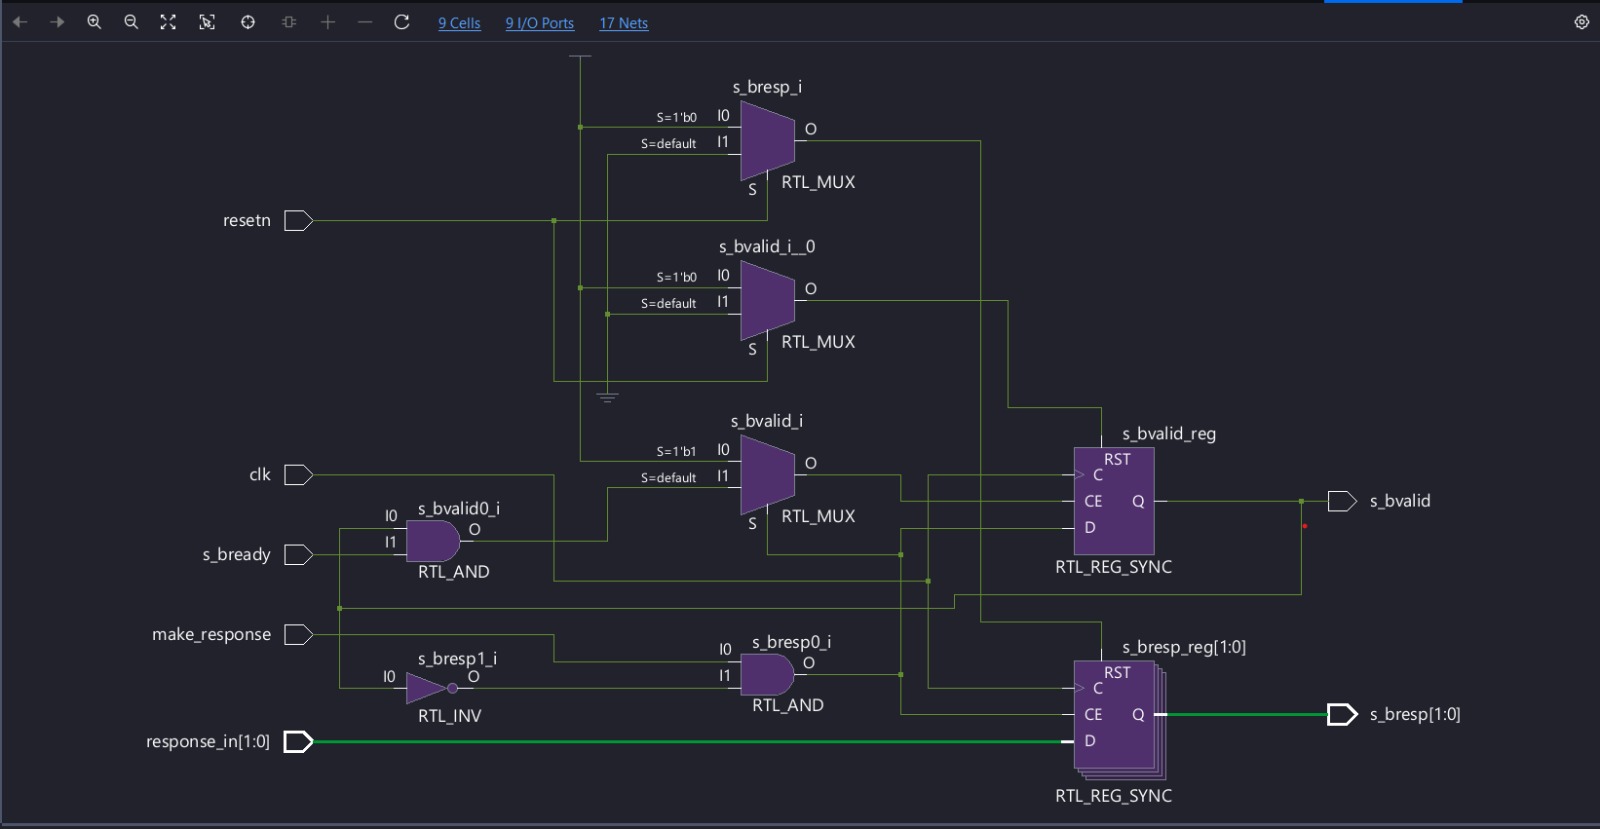 9 Cells 9 I/O Ports 17 Nets
s_bresp_i
S=1'b0 I0
S=default I1
O
S
RTL_MUX
resetn
s_bvalid_i__0
S=1'b0 I0
S=default I1
O
S
RTL_MUX
s_bvalid_i
S=1'b1 I0
S=default I1
O
S
RTL_MUX
s_bvalid_reg
RST
C
CE Q
D
RTL_REG_SYNC
s_bvalid
clk
s_bvalid0_i
I0
I1
O
RTL_AND
s_bready
make_response
s_bresp1_i
I0 O
RTL_INV
s_bresp0_i
I0
I1
O
RTL_AND
s_bresp_reg[1:0]
RST
C
CE Q
D
RTL_REG_SYNC
s_bresp[1:0]
response_in[1:0]